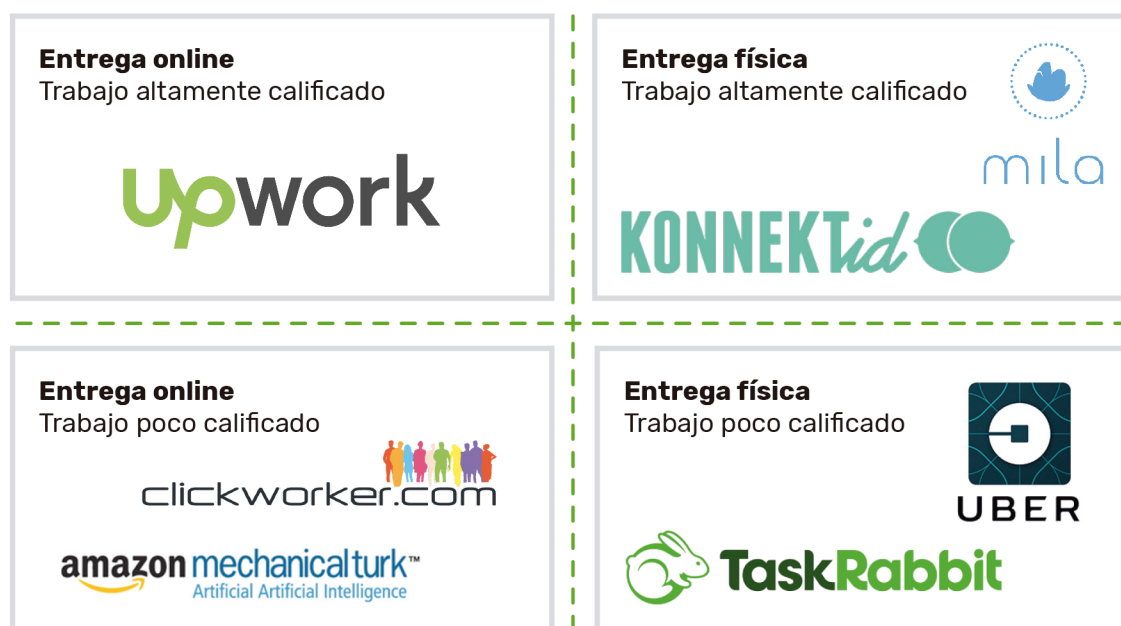 Entrega online
Trabajo altamente calificado
upwork
Entrega física
Trabajo altamente calificado
mila
KONNEKTid
Entrega online
Trabajo poco calificado
clickworker.com
amazon mechanicalturk™
Artificial Artificial Intelligence
Entrega física
Trabajo poco calificado
UBER
TaskRabbit